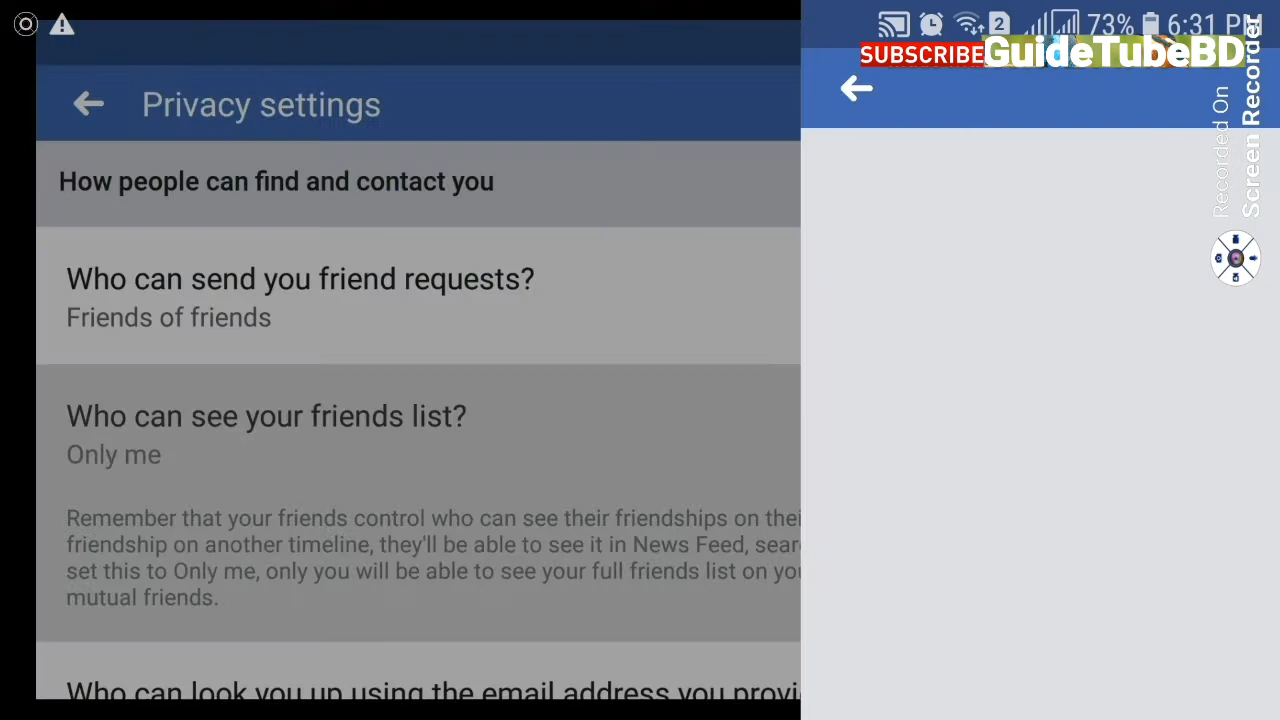 2 73% 6:31 PM
SUBSCRIBE GuideTubeBD
Recorded On
Screen Recorder
Privacy settings
How people can find and contact you
Who can send you friend requests?
Friends of friends
Who can see your friends list?
Only me
Remember that your friends control who can see their friendships on thei
friendship on another timeline, they'll be able to see it in News Feed, sear
set this to Only me, only you will be able to see your full friends list on yo
mutual friends.
Who can look you up using the email address you provi